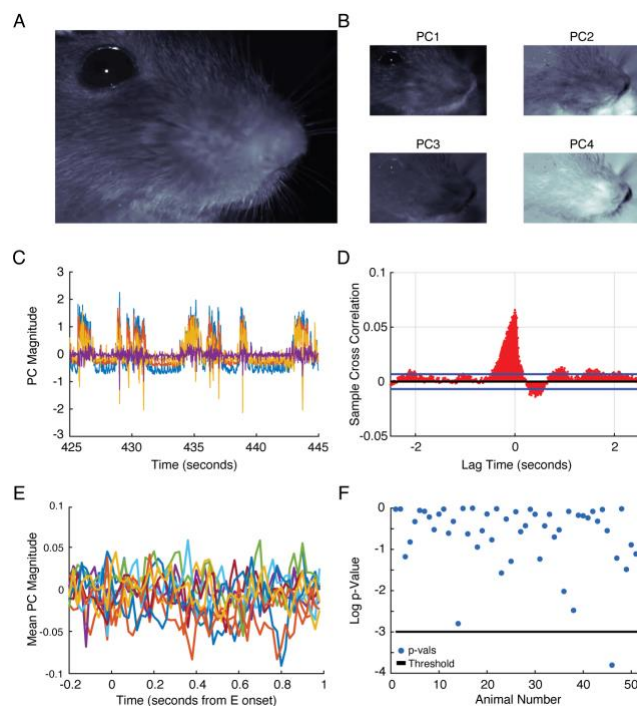 A
B
PC1
PC2
PC3
PC4
C
PC Magnitude
3
2
1
0
-1
-2
-3
425
430
435
440
445
Time (seconds)
D
Sample Cross Correlation
0.1
0.05
0
-0.05
-2
-1
0
1
2
Lag Time (seconds)
E
Mean PC Magnitude
0.1
0.05
0
-0.05
0.1
-0.2
0
0.2
0.4
0.6
0.8
1
Time (seconds from E onset)
F
Log p-Value
-0
-1
-2
-3
-4
p-vals
Threshold
0
10
20
30
40
50
Animal Number